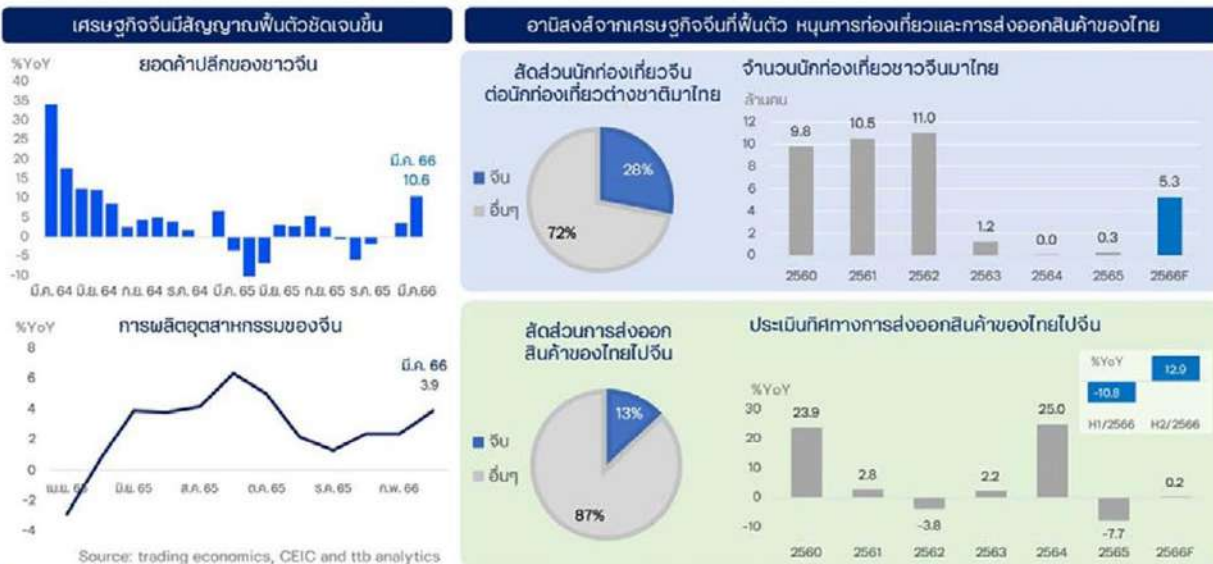 เศรษฐกิจจีนมีสัญญาณฟื้นตัวชัดเจนขึ้น
ยอดค้าปลีกของชาวจีน
%YoY
40
35
30
25
20
15
10
5
0
-5
-10
มี.ค. 66
10.6
มี.ค. 64 มิ.ย. 64 ก.ย. 64 ธ.ค. 64 มี.ค. 65 มิ.ย. 65 ก.ย. 65 ธ.ค. 65 มี.ค.66
การผลิตอุตสาหกรรมของจีน
%YoY
8
6
4
2
0
-2
-4
มี.ค. 66
3.9
เม.ย. 65 มิ.ย. 65 ส.ค. 65 ต.ค. 65 ธ.ค. 65 ก.พ. 66
Source: trading economics, CEIC and ttb analytics
อานิสงส์จากเศรษฐกิจจีนที่ฟื้นตัว หนุนการท่องเที่ยวและการส่งออกสินค้าของไทย
สัดส่วนนักท่องเที่ยวจีน
ต่อนักท่องเที่ยวต่างชาติมาไทย
จีน
อื่นๆ
28%
72%
จำนวนนักท่องเที่ยวชาวจีนมาไทย
ล้านคน
12
10
8
6
4
2
0
9.8 10.5 11.0 1.2 0.0 0.3 5.3
2560 2561 2562 2563 2564 2565 2566F
สัดส่วนการส่งออก
สินค้าของไทยไปจีน
จีน
อื่นๆ
13%
87%
ประเมินทิศทางการส่งออกสินค้าของไทยไปจีน
%YoY
30
20
10
0
-10
23.9 2.8 -3.8 2.2 25.0 -7.7 0.2
2560 2561 2562 2563 2564 2565 2566F
%YoY
-10.8 12.9
H1/2566 H2/2566